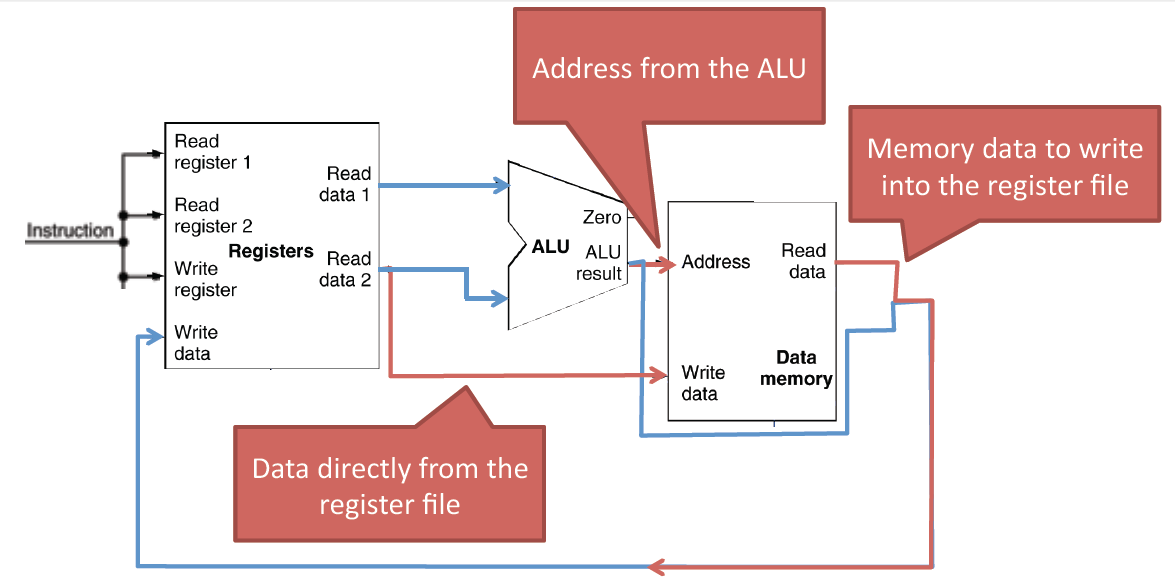 Address from the ALU
Memory data to write
into the register file
Instruction
Read
register 1
Read
register 2
Write
register
Write
data
Registers
Read
data 1
Read
data 2
ALU
Zero
ALU
result
Address
Write
data
Read
data
Data
memory
Data directly from the
register file